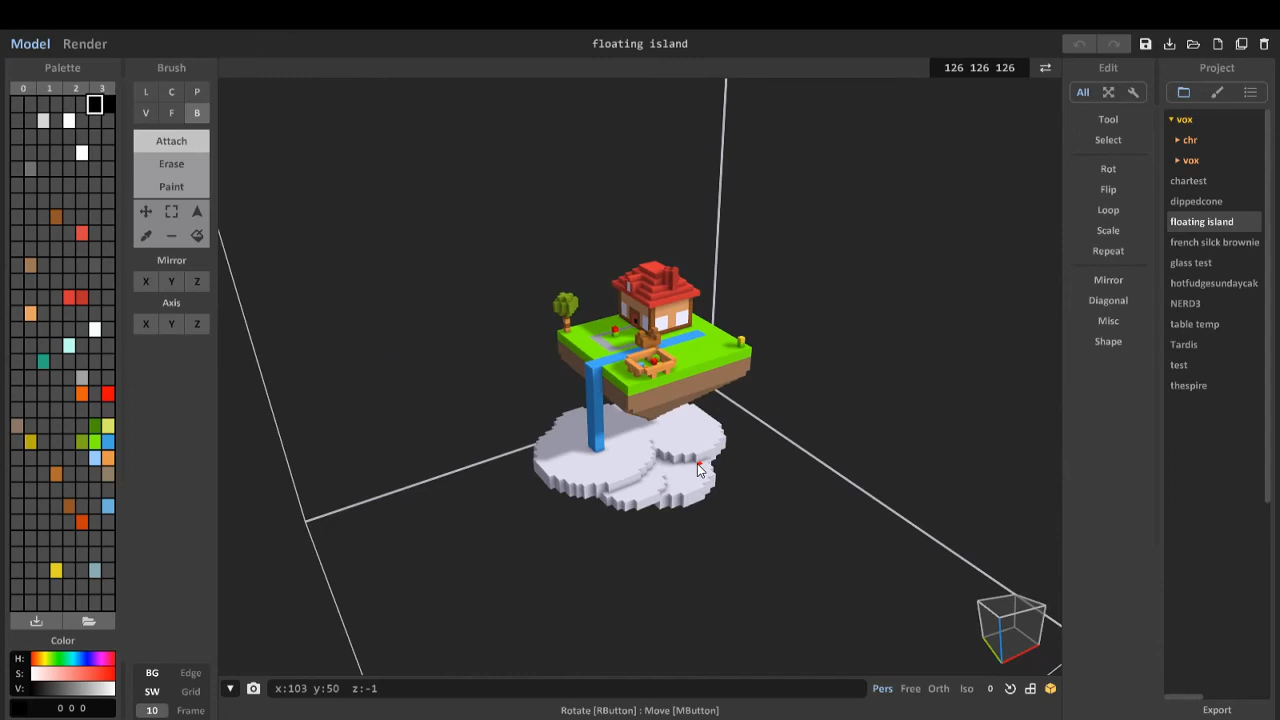 Model Render floating island
Palette Brush 126 126 126 Edit Project
0 1 2 3
L C P
V F B
Attach
Erase
Paint
Mirror
X Y Z
Axis
X Y Z
All
Tool
Select
Rot
Flip
Loop
Scale
Repeat
Mirror
Diagonal
Misc
Shape
vox
chr
vox
chartest
dippedcone
floating island
french silck brownie
glass test
hotfudgesundaycak
NERD3
table temp
Tardis
test
thespire
Color
H:
S:
V:
0 0 0
BG Edge
SW Grid
10 Frame
x:103 y:50 z:-1
Pers Free Orth Iso 0
Rotate [RButton] : Move [MButton]
Export